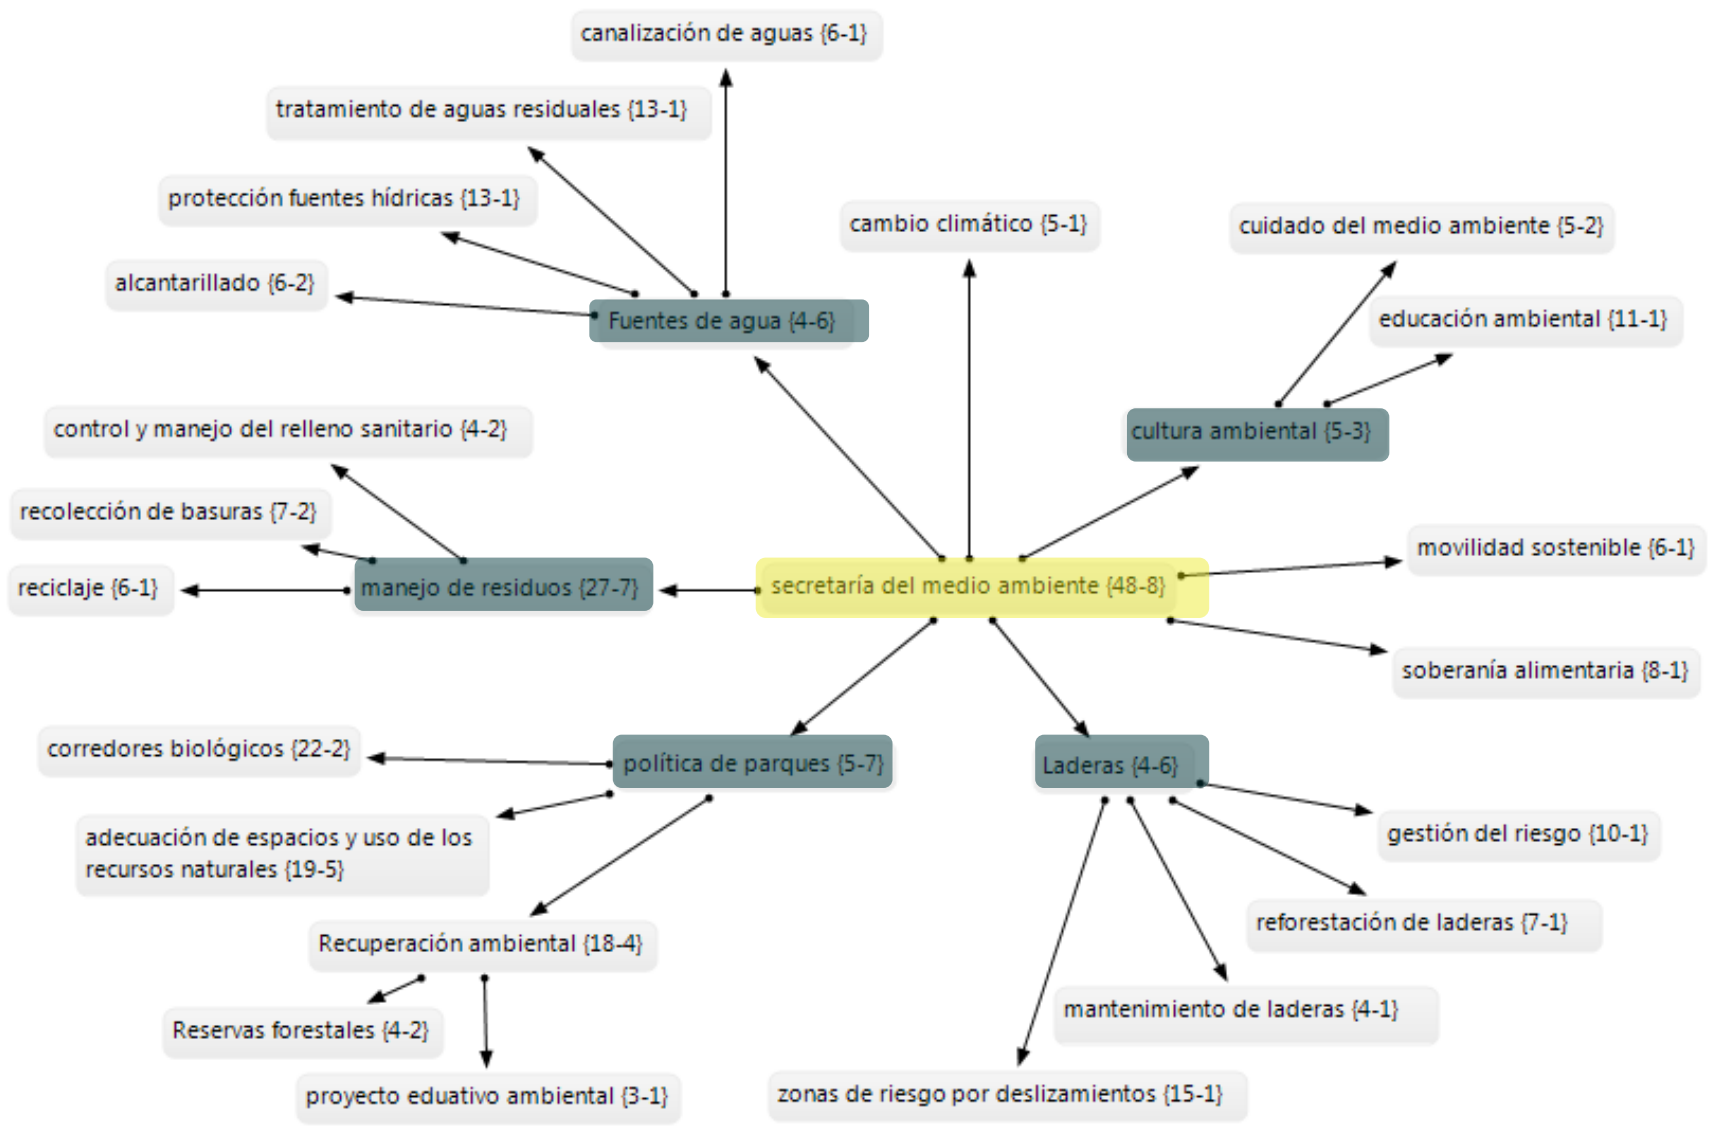 canalización de aguas {6-1}
tratamiento de aguas residuales {13-1}
protección fuentes hídricas {13-1}
alcantarillado {6-2}
Fuentes de agua {4-6}
cambio climático {5-1}
cuidado del medio ambiente {5-2}
educación ambiental {11-1}
cultura ambiental {5-3}
control y manejo del relleno sanitario {4-2}
recolección de basuras {7-2}
reciclaje {6-1}
manejo de residuos {27-7}
secretaría del medio ambiente {48-8}
movilidad sostenible {6-1}
soberanía alimentaria {8-1}
corredores biológicos {22-2}
política de parques {5-7}
Laderas {4-6}
adecuación de espacios y uso de los
recursos naturales {19-5}
gestión del riesgo {10-1}
Recuperación ambiental {18-4}
reforestación de laderas {7-1}
Reservas forestales {4-2}
mantenimiento de laderas {4-1}
proyecto eduativo ambiental {3-1}
zonas de riesgo por deslizamientos {15-1}